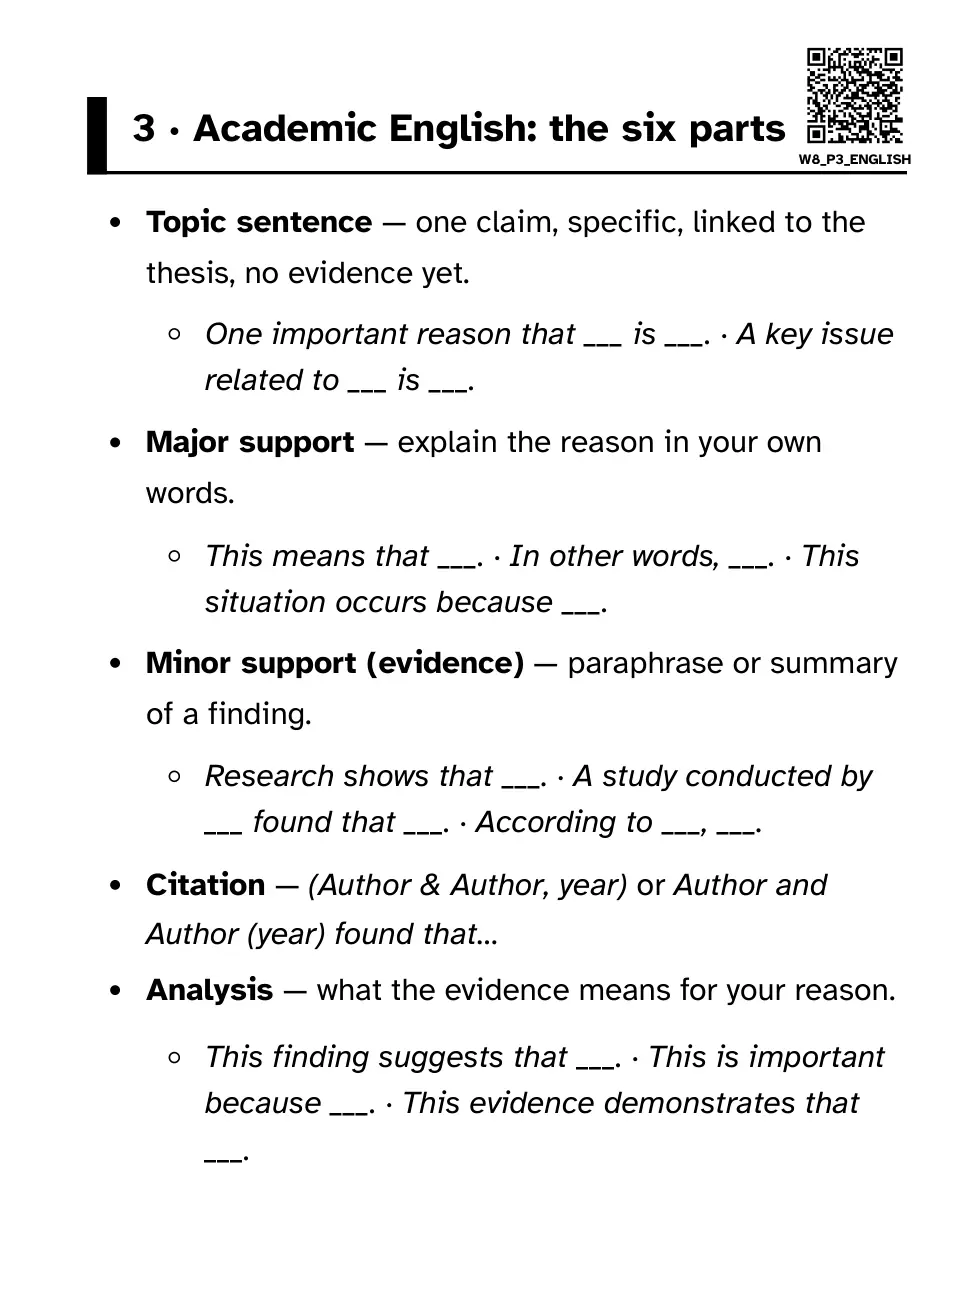 3 · Academic English: the six parts
W8_P3_ENGLISH
• Topic sentence — one claim, specific, linked to the
thesis, no evidence yet.
◦ One important reason that ___ is ___. · A key issue
related to ___ is ___.
• Major support — explain the reason in your own
words.
◦ This means that ___. · In other words, ___. · This
situation occurs because ___.
• Minor support (evidence) — paraphrase or summary
of a finding.
◦ Research shows that ___. · A study conducted by
___ found that ___. · According to ___, ___.
• Citation — (Author & Author, year) or Author and
Author (year) found that…
• Analysis — what the evidence means for your reason.
◦ This finding suggests that ___. · This is important
because ___. · This evidence demonstrates that
___.